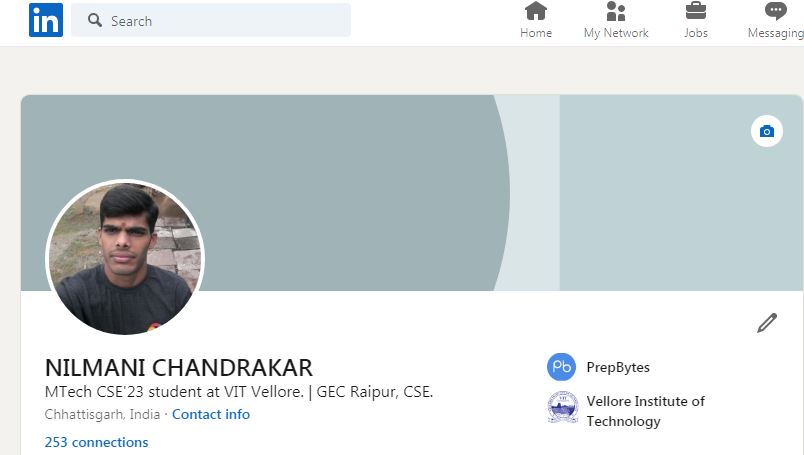 in
Search
Home
My Network
Jobs
Messaging
NILMANI CHANDRAKAR
MTech CSE'23 student at VIT Vellore. | GEC Raipur, CSE.
Chhattisgarh, India · Contact info
253 connections
Pb
PrepBytes
VIT
Vellore Institute of
Technology